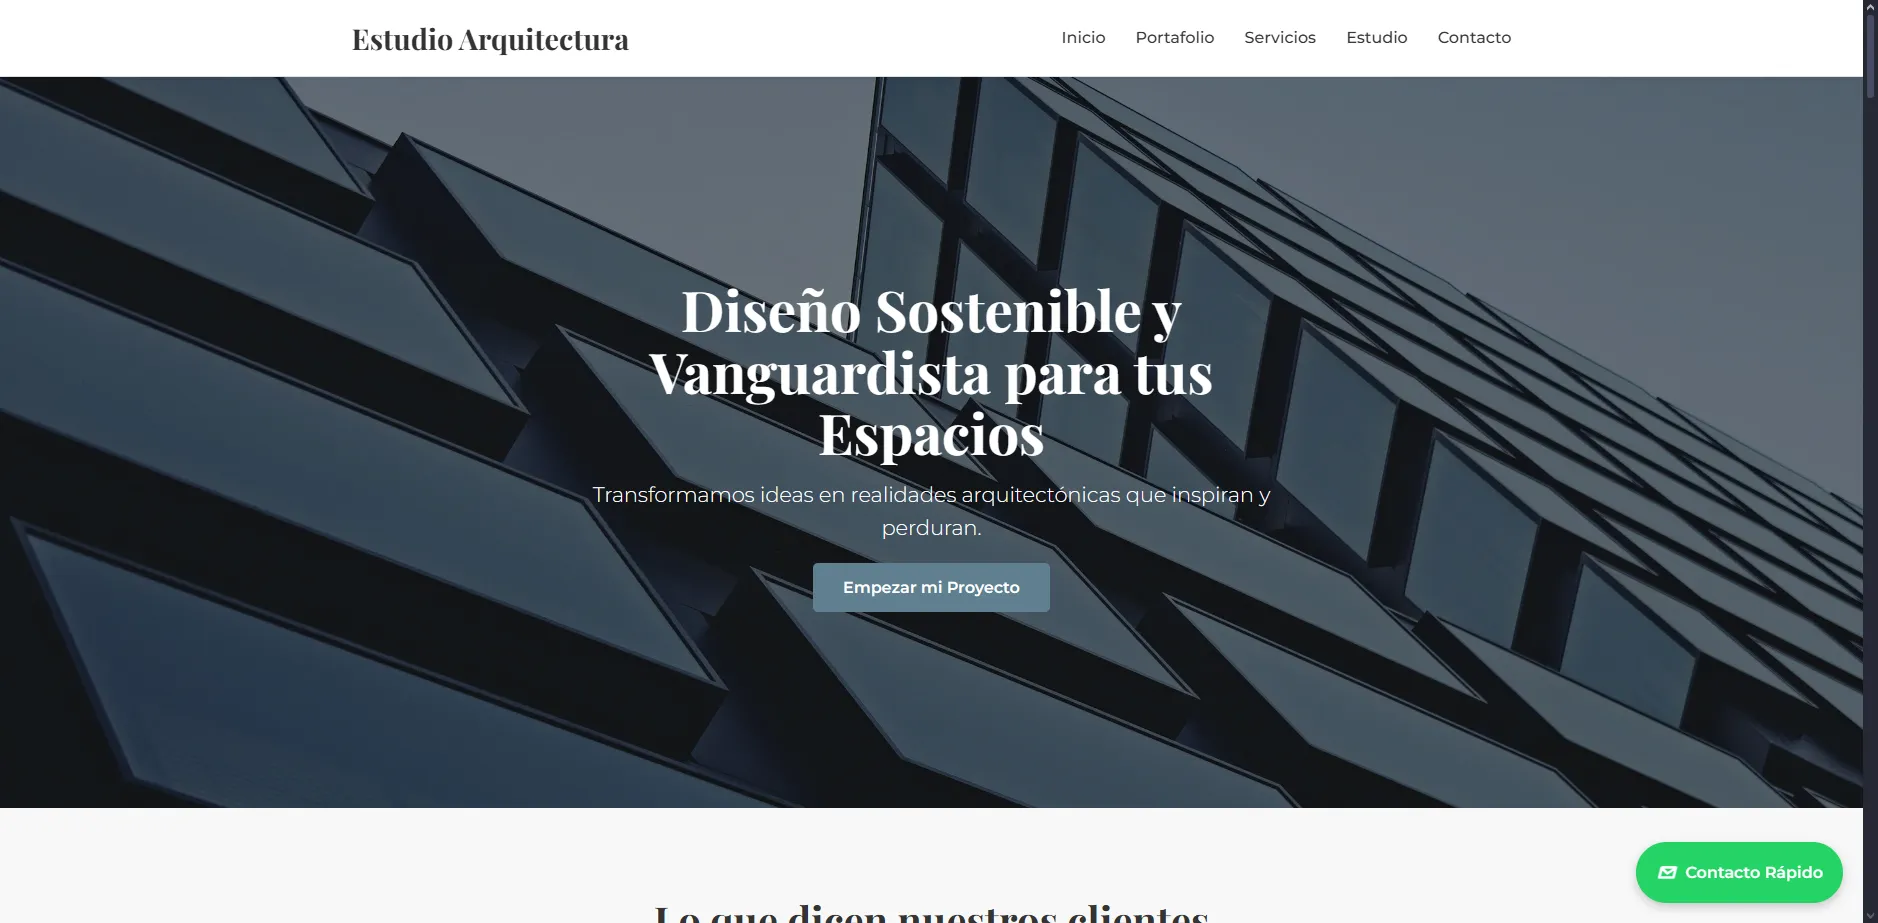 Estudio Arquitectura
Inicio Portafolio Servicios Estudio Contacto
Diseño Sostenible y
Vanguardista para tus
Espacios
Transformamos ideas en realidades arquitectónicas que inspiran y
perduran.
Empezar mi Proyecto
Contacto Rápido
Lo que dicen nuestros clientes